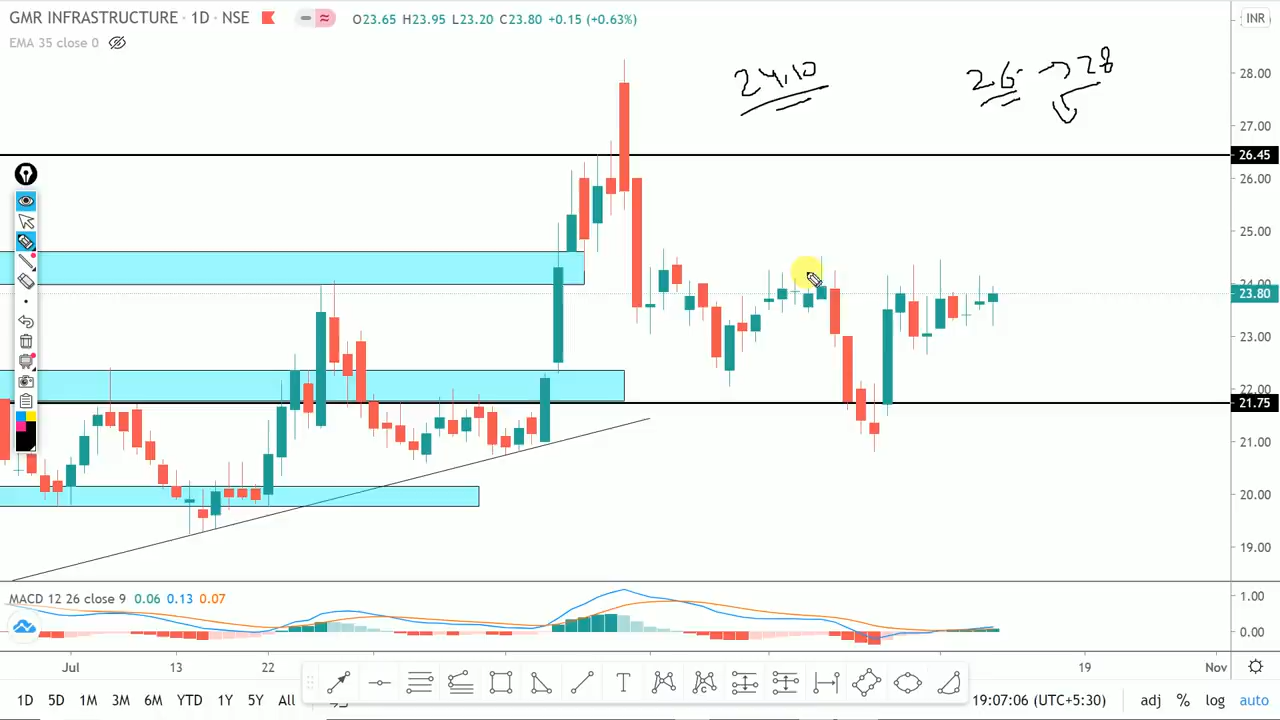 GMR INFRASTRUCTURE · 1D · NSE O23.65 H23.95 L23.20 C23.80 +0.15 (+0.63%) INR
EMA 35 close 0
24.10 26 → 28
28.00
27.00
26.45
26.00
25.00
24.00
23.80
23.00
22.00
21.75
21.00
20.00
19.00
MACD 12 26 close 9 0.06 0.13 0.07
1.00
0.00
Jul 13 22 19 Nov
1D 5D 1M 3M 6M YTD 1Y 5Y All 19:07:06 (UTC+5:30) adj % log auto